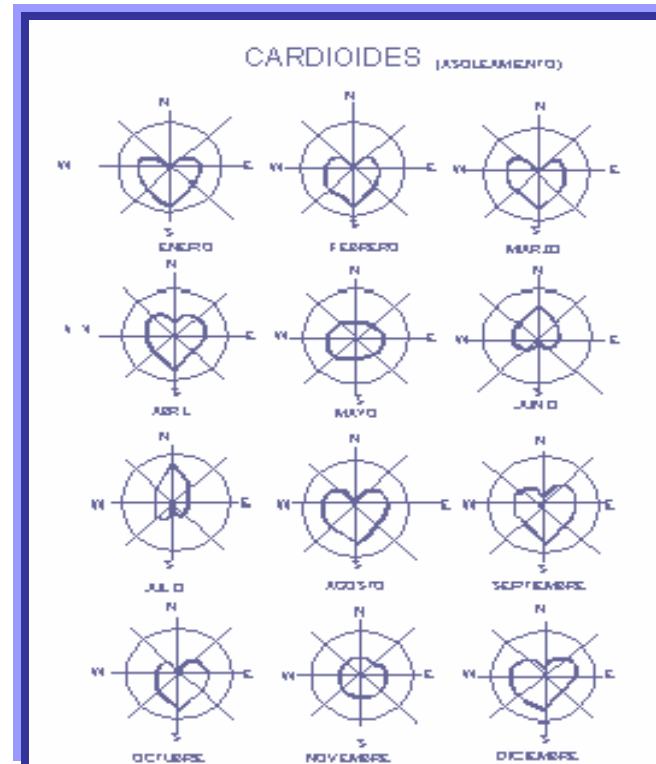 CARDIOIDES (ASOLEAMIENTO)
N N N
W E W E W E
S S S
ENERO FEBRERO MARZO
N N N
E W E W E
S S S
ABRIL MAYO JUNIO
N N N
W E W E W E
S S S
JULIO AGOSTO SEPTIEMBRE
N N N
W E W E W E
S S S
OCTUBRE NOVIEMBRE DICIEMBRE